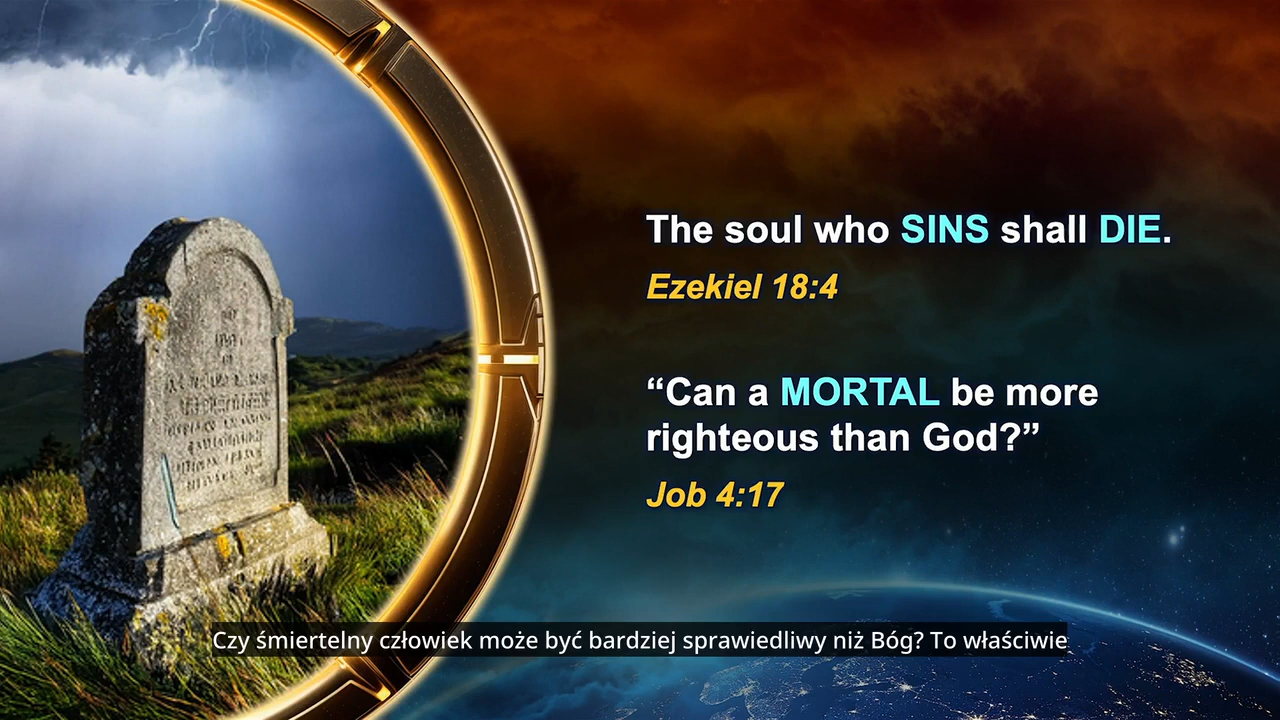 The soul who SINS shall DIE.
Ezekiel 18:4
“Can a MORTAL be more
righteous than God?”
Job 4:17
Czy śmiertelny człowiek może być bardziej sprawiedliwy niż Bóg? To właściwie